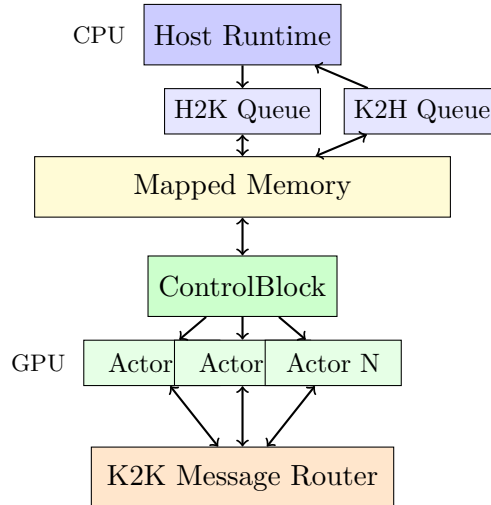 CPU
Host Runtime
H2K Queue
K2H Queue
Mapped Memory
ControlBlock
GPU
Actor
Actor
Actor N
K2K Message Router